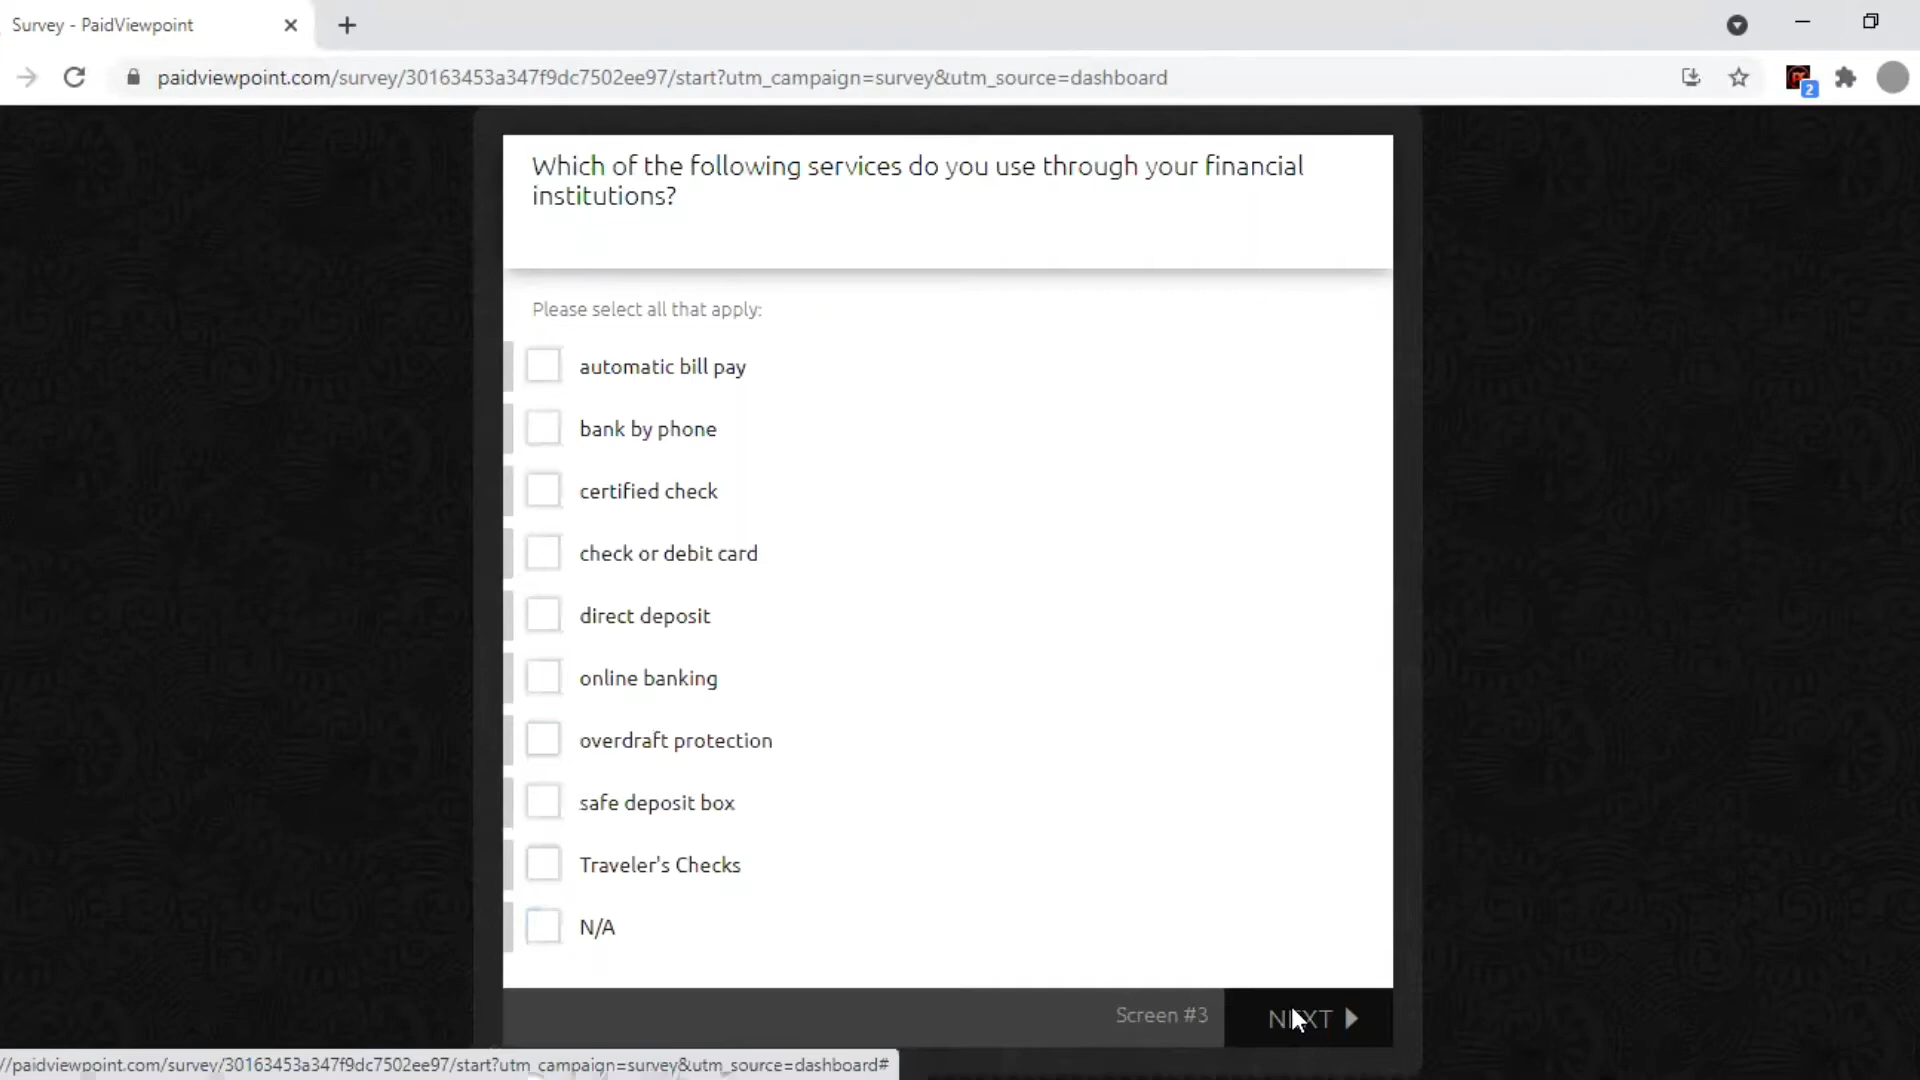 Survey - PaidViewpoint
paidviewpoint.com/survey/30163453a347f9dc7502ee97/start?utm_campaign=survey&utm_source=dashboard
2
Which of the following services do you use through your financial
institutions?
Please select all that apply:
automatic bill pay
bank by phone
certified check
check or debit card
direct deposit
online banking
overdraft protection
safe deposit box
Traveler's Checks
N/A
Screen #3
NEXT
//paidviewpoint.com/survey/30163453a347f9dc7502ee97/start?utm_campaign=survey&utm_source=dashboard#